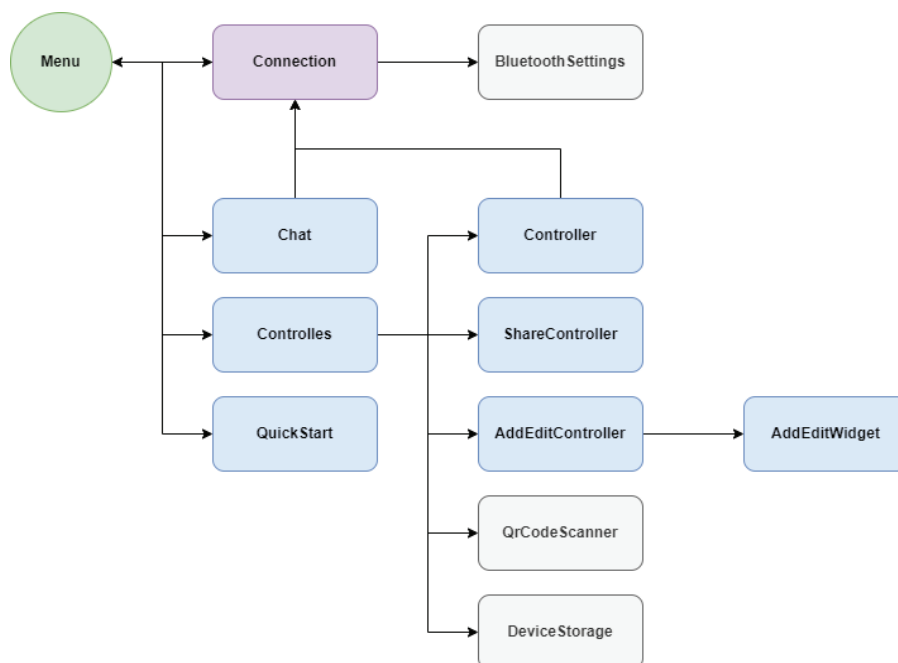 Menu
Connection
BluetoothSettings
Chat
Controller
Controlles
ShareController
QuickStart
AddEditController
AddEditWidget
QrCodeScanner
DeviceStorage